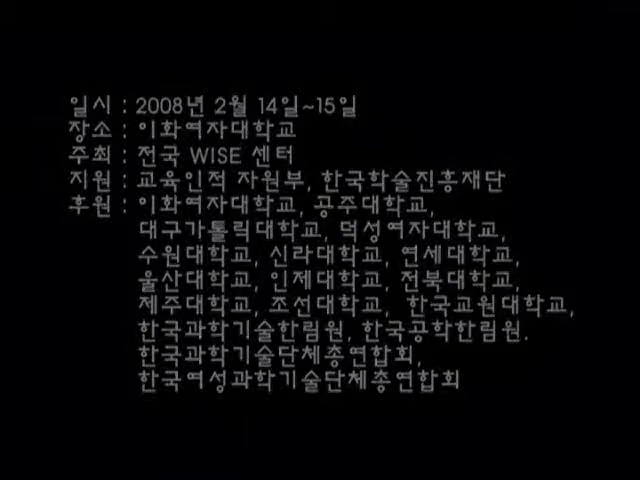 일시 : 2008년 2월 14일~15일
장소 : 이화여자대학교
주최 : 전국 WISE 센터
지원 : 교육인적 자원부, 한국학술진흥재단
후원 : 이화여자대학교, 공주대학교,
대구가톨릭대학교, 덕성여자대학교,
수원대학교, 신라대학교, 연세대학교,
울산대학교, 인제대학교, 전북대학교,
제주대학교, 조선대학교, 한국교원대학교,
한국과학기술한림원, 한국공학한림원.
한국과학기술단체총연합회,
한국여성과학기술단체총연합회